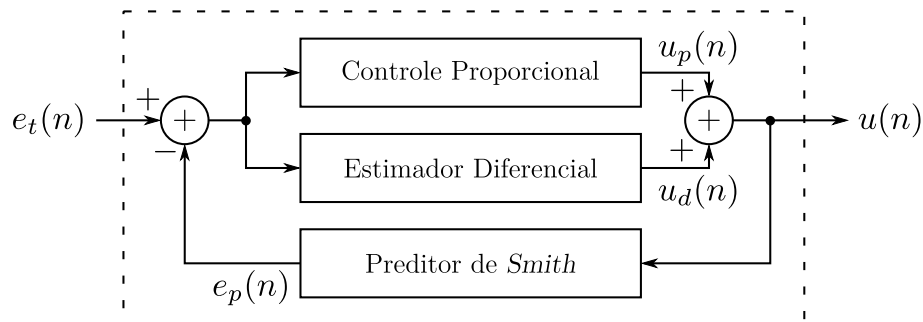 u_p(n)
Controle Proporcional
+
+
e_t(n)
+
+
u(n)
−
+
Estimador Diferencial
u_d(n)
Preditor de Smith
e_p(n)